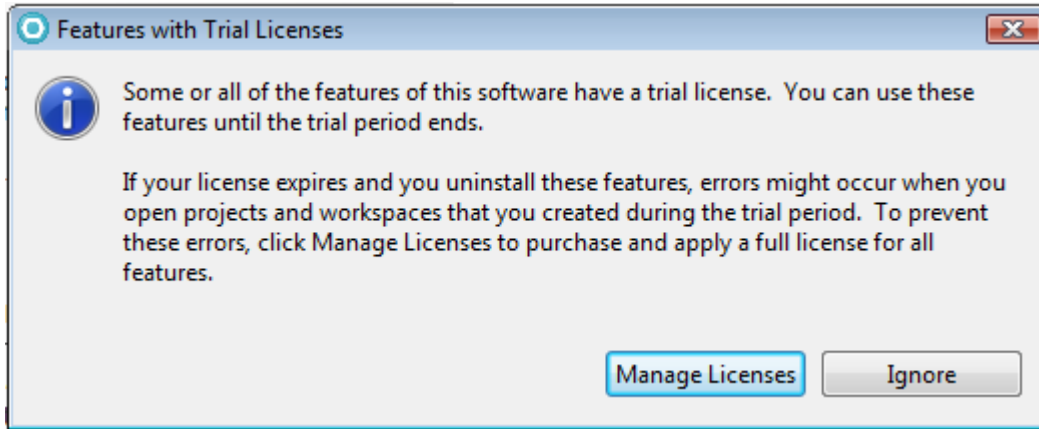 Features with Trial Licenses
Some or all of the features of this software have a trial license.  You can use these
features until the trial period ends.
If your license expires and you uninstall these features, errors might occur when you
open projects and workspaces that you created during the trial period.  To prevent
these errors, click Manage Licenses to purchase and apply a full license for all
features.
Manage Licenses
Ignore